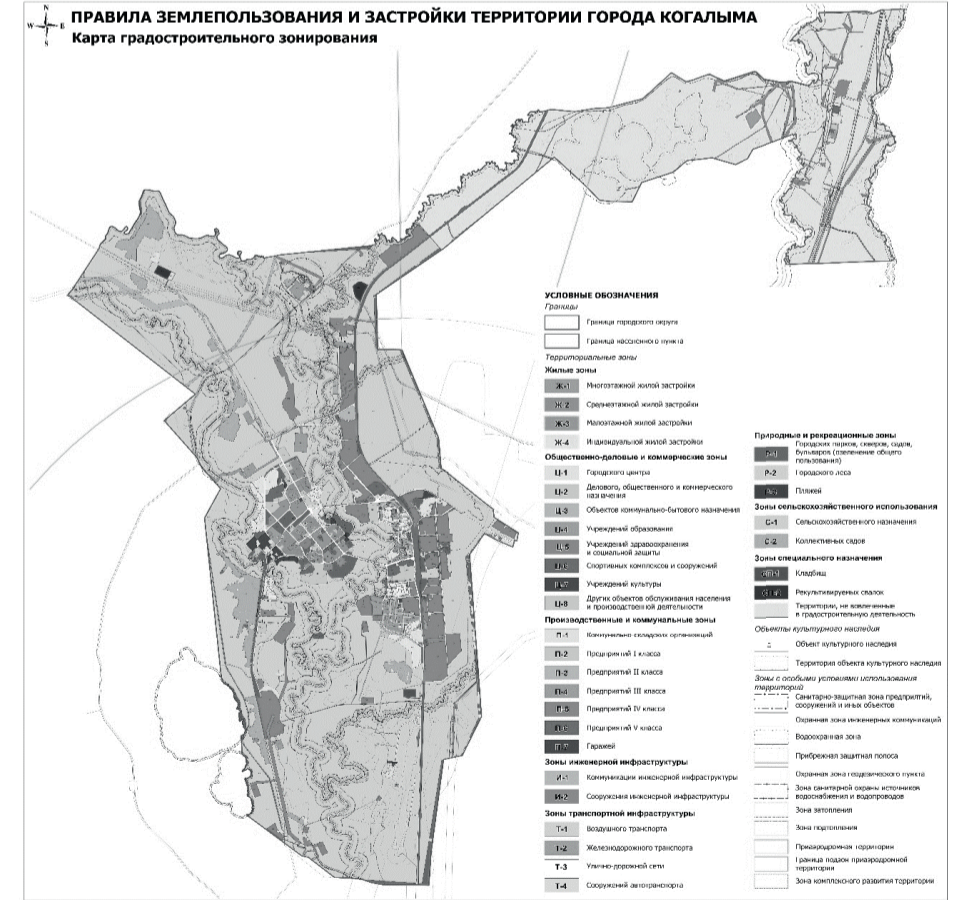 N
W E
S
ПРАВИЛА ЗЕМЛЕПОЛЬЗОВАНИЯ И ЗАСТРОЙКИ ТЕРРИТОРИИ ГОРОДА КОГАЛЫМА
Карта градостроительного зонирования
УСЛОВНЫЕ ОБОЗНАЧЕНИЯ
Границы
Граница городского округа
Граница населенного пункта
Территориальные зоны
Жилые зоны
Ж-1 Многоэтажной жилой застройки
Ж-2 Среднеэтажной жилой застройки
Ж-3 Малоэтажной жилой застройки
Ж-4 Индивидуальной жилой застройки
Общественно-деловые и коммерческие зоны
Ц-1 Городского центра
Ц-2 Делового, общественного и коммерческого
назначения
Ц-3 Объектов коммунально-бытового назначения
Ц-4 Учреждений образования
Ц-5 Учреждений здравоохранения
и социальной защиты
Спортивных комплексов и сооружений
Ц-7 Учреждений культуры
Ц-8 Других объектов обслуживания населения
и производственной деятельности
Производственные и коммунальные зоны
П-1 Коммунально складских организаций
П-2 Предприятий I класса
Предприятий II класса
П-4 Предприятий III класса
П-5 Предприятий IV класса
Предприятий V класса
П-7 Гаражей
Зоны инженерной инфраструктуры
И-1 Коммуникации инженерной инфраструктуры
И-2 Сооружения инженерной инфраструктуры
Зоны транспортной инфраструктуры
Т-1 Воздушного транспорта
Т-2 Железнодорожного транспорта
Т-3 Улично-дорожной сети
Т-4 Сооружений автотранспорта
Природные и рекреационные зоны
Городских парков, скверов, садов,
бульваров (озеленение общего
пользования)
Р-2 Городского леса
Пляжей
Зоны сельскохозяйственного использования
С-1 Сельскохозяйственного назначения
С-2 Коллективных садов
Зоны специального назначения
СП-1 Кладбищ
Рекультивируемых свалок
Территории, не вовлеченные
в градостроительную деятельность
Объекты культурного наследия
Объект культурного наследия
Территория объекта культурного наследия
Зоны с особыми условиями использования
территорий
Санитарно-защитная зона предприятий,
сооружений и иных объектов
Охранная зона инженерных коммуникаций
Водоохранная зона
Прибрежная защитная полоса
Охранная зона геодезического пункта
Зона санитарной охраны источников
водоснабжения и водопроводов
Зона затопления
Зона подтопления
Приаэродромная территория
Граница подзон приаэродромной
территории
Зона комплексного развития территории